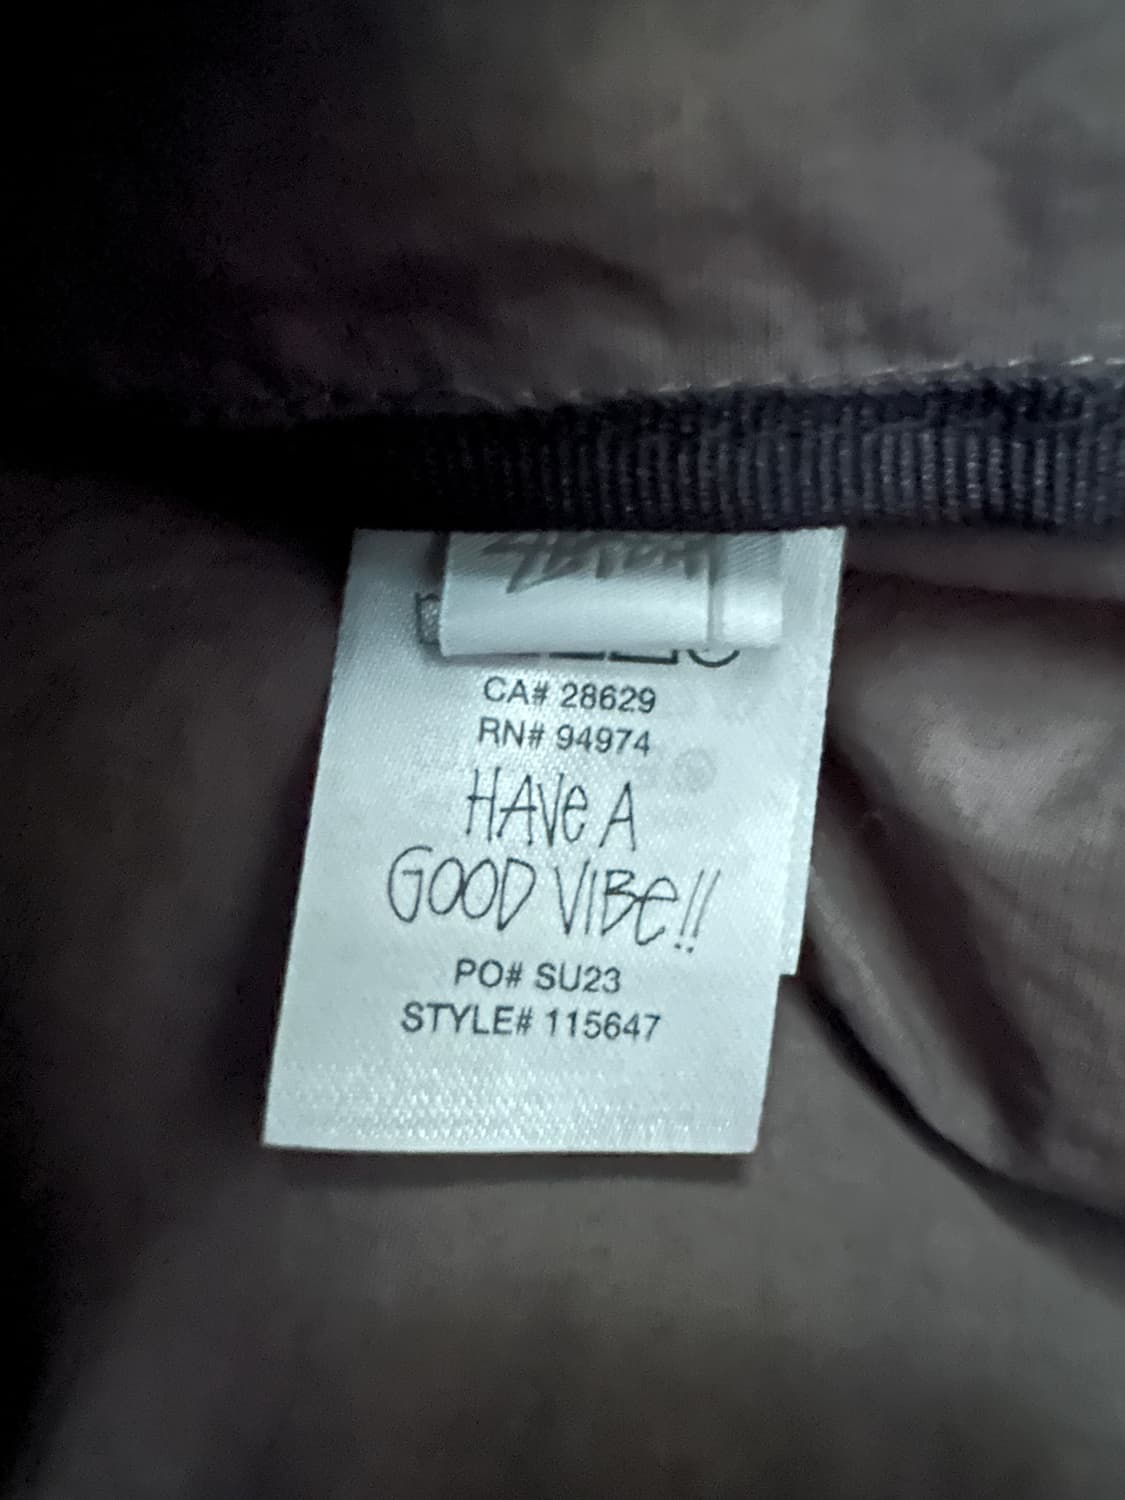 CA# 28629
RN# 94974
HAVE A
GOOD VIBE!!
PO# SU23
STYLE# 115647